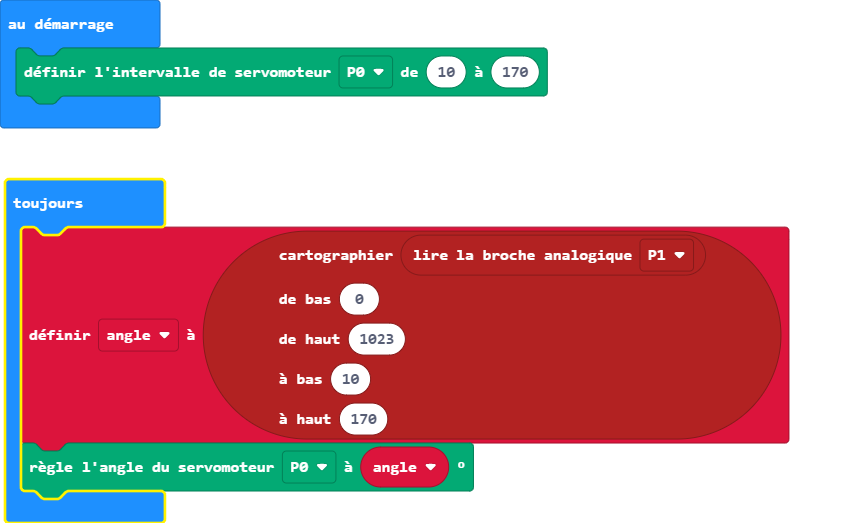 au démarrage
définir l'intervalle de servomoteur P0 de 10 à 170
toujours
cartographier lire la broche analogique P1
de bas 0
de haut 1023
définir angle à
à bas 10
à haut 170
règle l'angle du servomoteur P0 à angle °